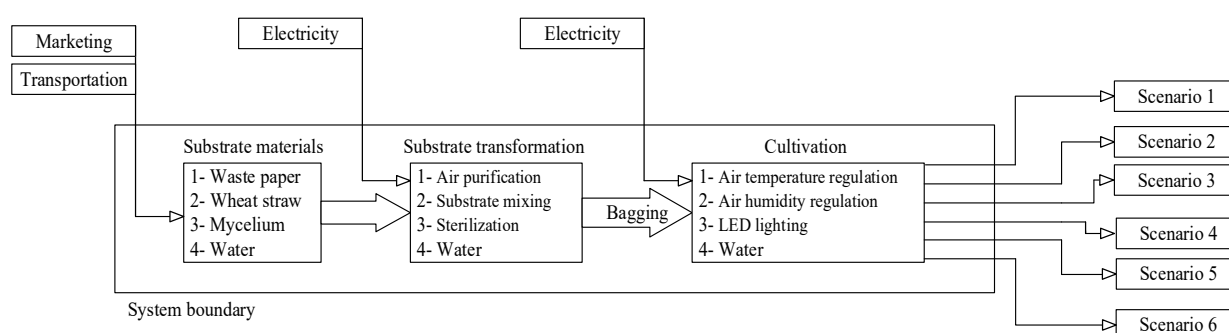 Marketing
Transportation
Electricity
Electricity
Substrate materials
1- Waste paper
2- Wheat straw
3- Mycelium
4- Water
Substrate transformation
1- Air purification
2- Substrate mixing
3- Sterilization
4- Water
Bagging
Cultivation
1- Air temperature regulation
2- Air humidity regulation
3- LED lighting
4- Water
Scenario 1
Scenario 2
Scenario 3
Scenario 4
Scenario 5
Scenario 6
System boundary